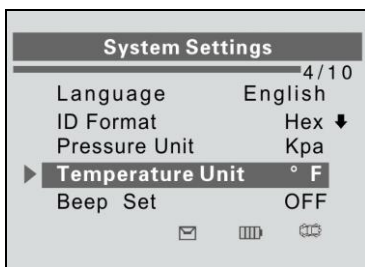 System Settings
4/10
Language English
ID Format Hex
Pressure Unit Kpa
Temperature Unit ° F
Beep Set OFF